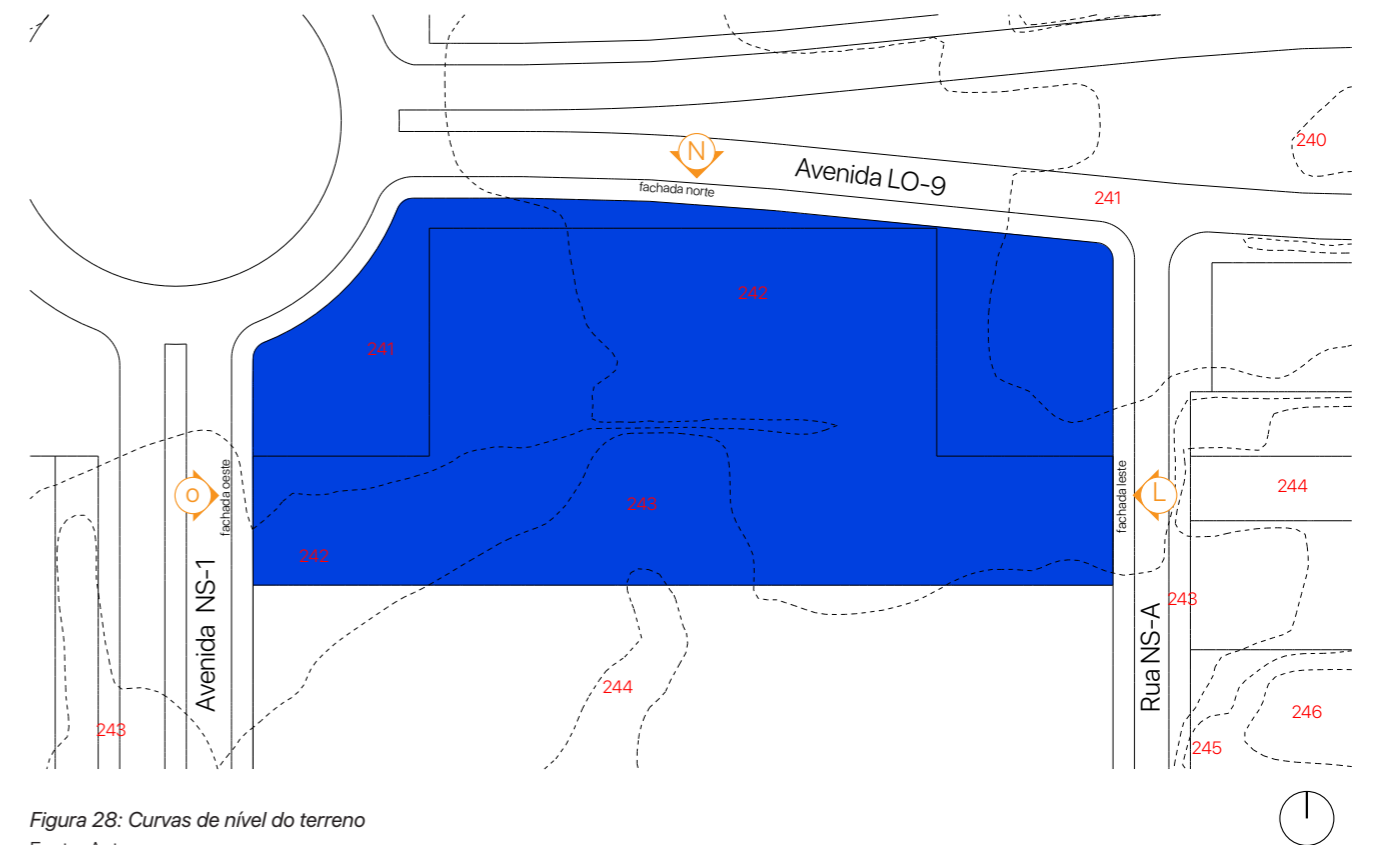 240
N
Avenida LO-9
fachada norte
241
242
241
244
fachada oeste
O
243
fachada leste
L
242
Avenida NS-1
243
Rua NS-A
244
246
243
245
Figura 28: Curvas de nível do terreno